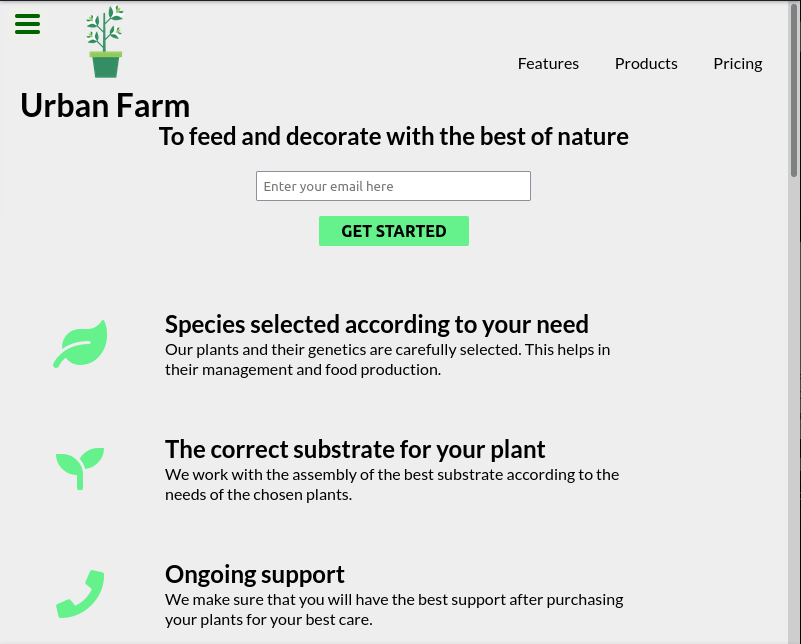 Features
Products
Pricing
Urban Farm
To feed and decorate with the best of nature
Enter your email here
GET STARTED
Species selected according to your need
Our plants and their genetics are carefully selected. This helps in
their management and food production.
The correct substrate for your plant
We work with the assembly of the best substrate according to the
needs of the chosen plants.
Ongoing support
We make sure that you will have the best support after purchasing
your plants for your best care.